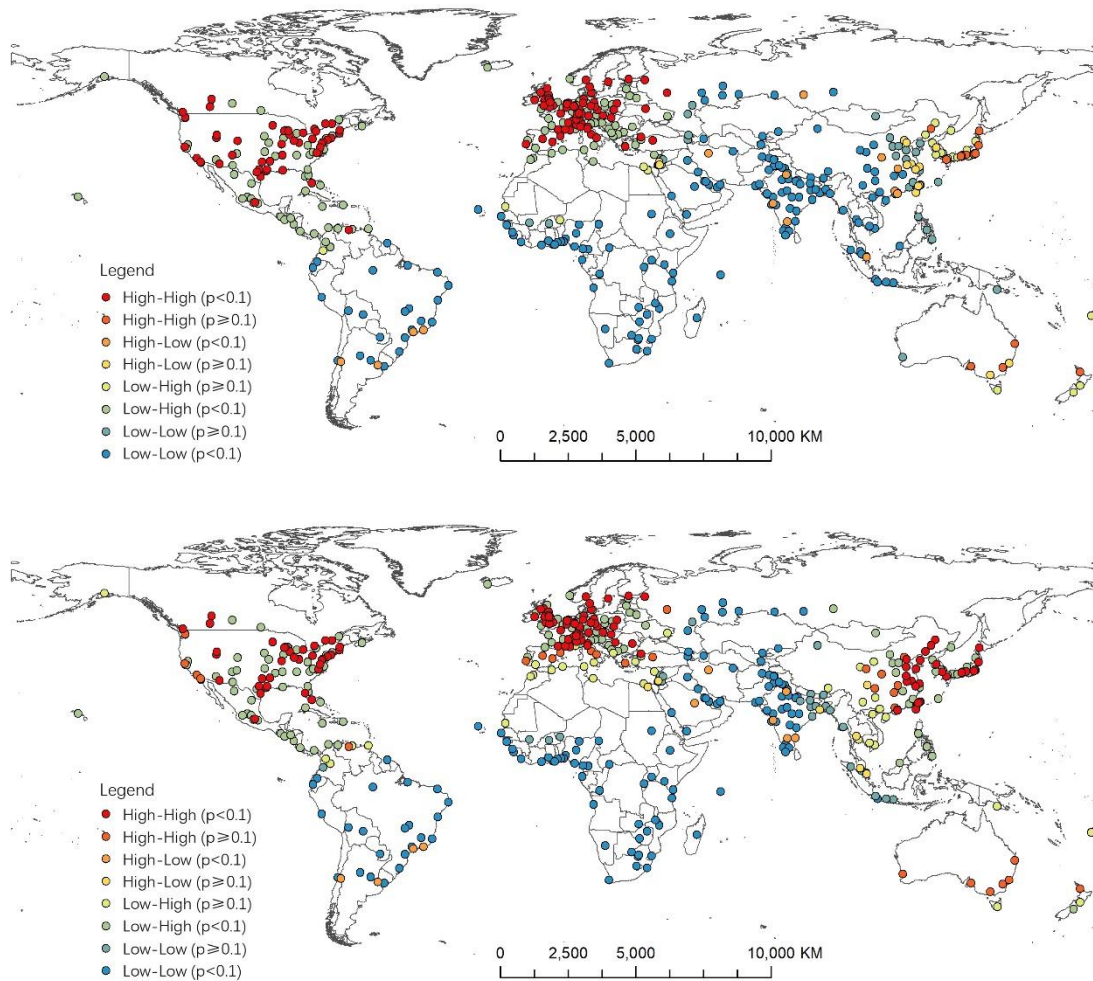 Legend
High-High (p<0.1)
High-High (p≥0.1)
High-Low (p<0.1)
High-Low (p≥0.1)
Low-High (p≥0.1)
Low-High (p<0.1)
Low-Low (p≥0.1)
Low-Low (p<0.1)
0 2,500 5,000 10,000 KM
Legend
High-High (p<0.1)
High-High (p≥0.1)
High-Low (p<0.1)
High-Low (p≥0.1)
Low-High (p≥0.1)
Low-High (p<0.1)
Low-Low (p≥0.1)
Low-Low (p<0.1)
0 2,500 5,000 10,000 KM